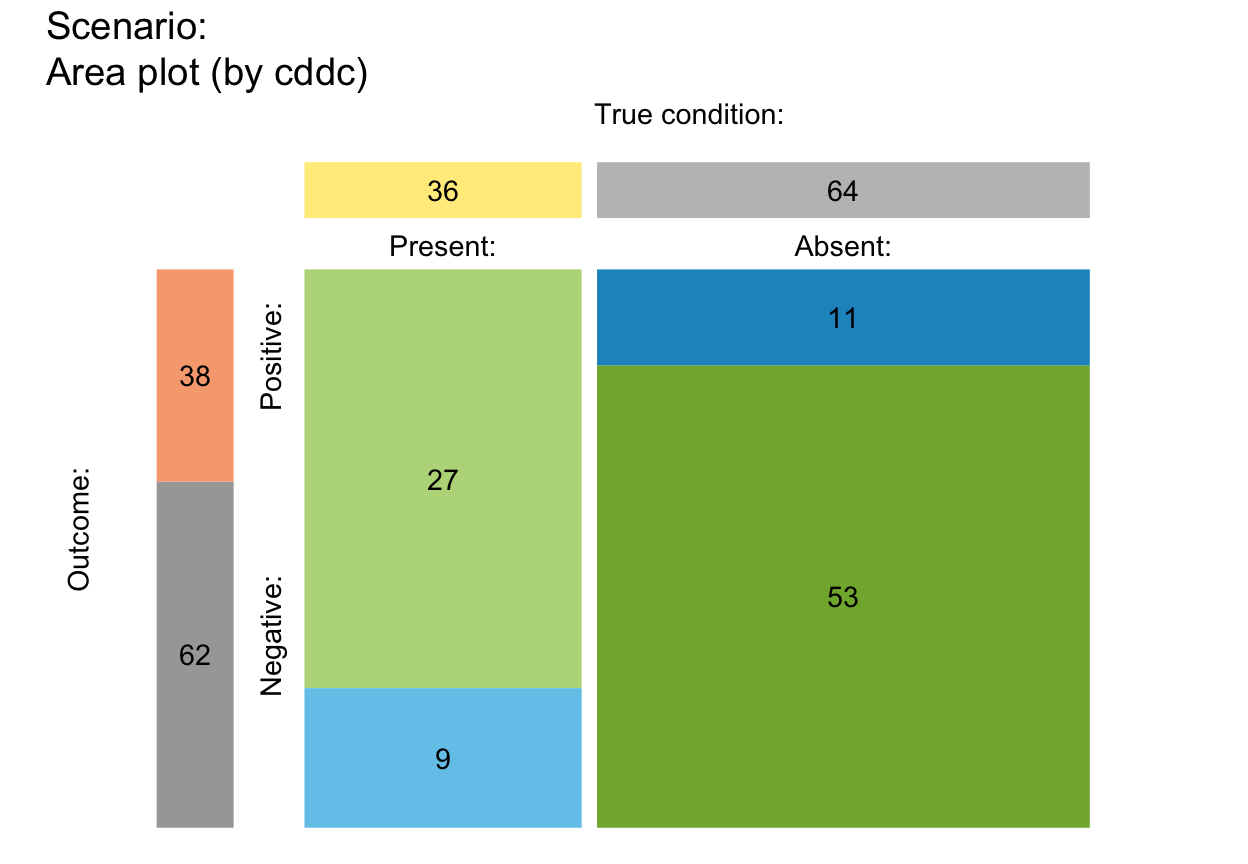 Scenario:
Area plot (by cddc)
True condition:
36
64
Present:
Absent:
Outcome:
38
62
Positive:
Negative:
27
9
11
53